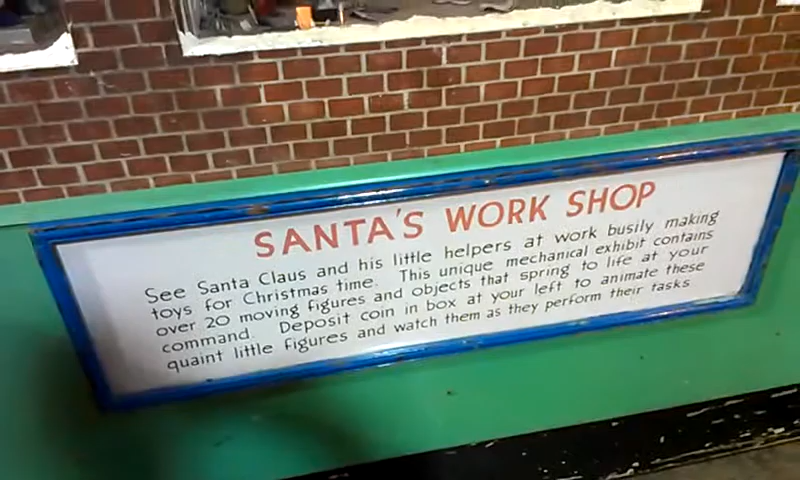 SANTA'S WORK SHOP
See Santa Claus and his little helpers at work busily making
toys for Christmas time. This unique mechanical exhibit contains
over 20 moving figures and objects that spring to life at your
command. Deposit coin in box at your left to animate these
quaint little figures and watch them as they perform their tasks